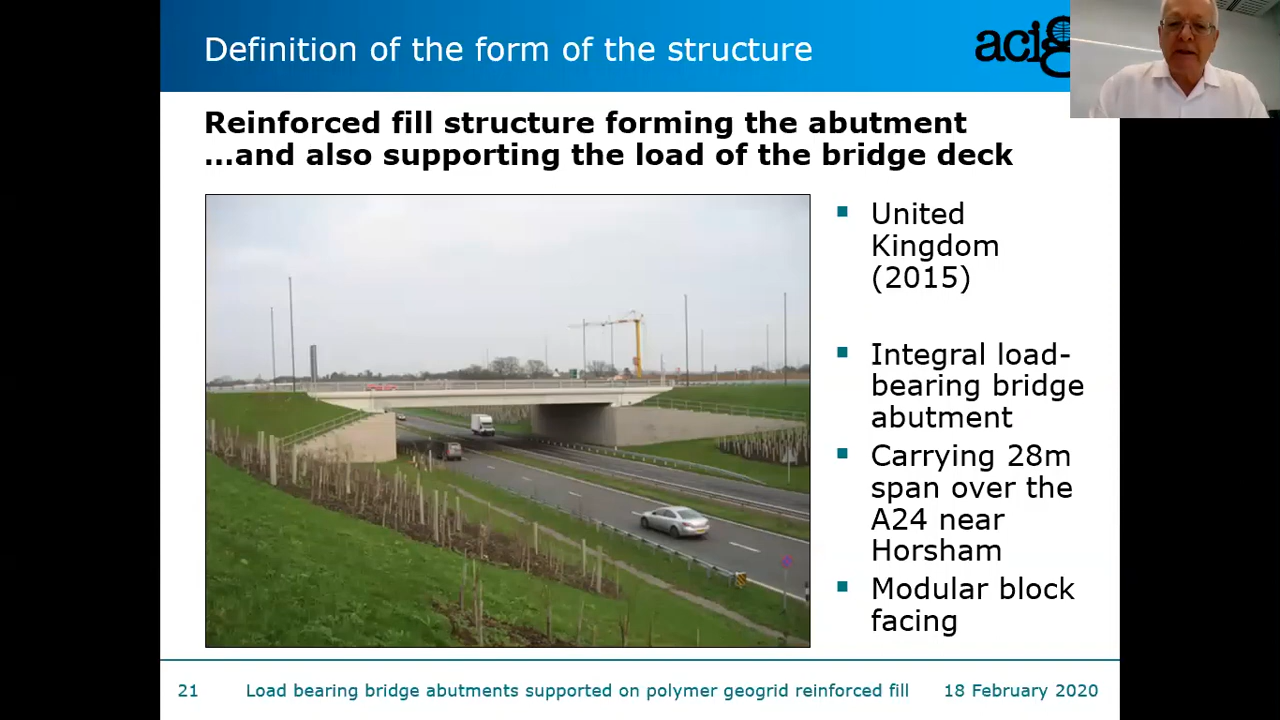 Definition of the form of the structure
acig
Reinforced fill structure forming the abutment
...and also supporting the load of the bridge deck
▪ United
Kingdom
(2015)
▪ Integral load-
bearing bridge
abutment
▪ Carrying 28m
span over the
A24 near
Horsham
▪ Modular block
facing
21
Load bearing bridge abutments supported on polymer geogrid reinforced fill
18 February 2020